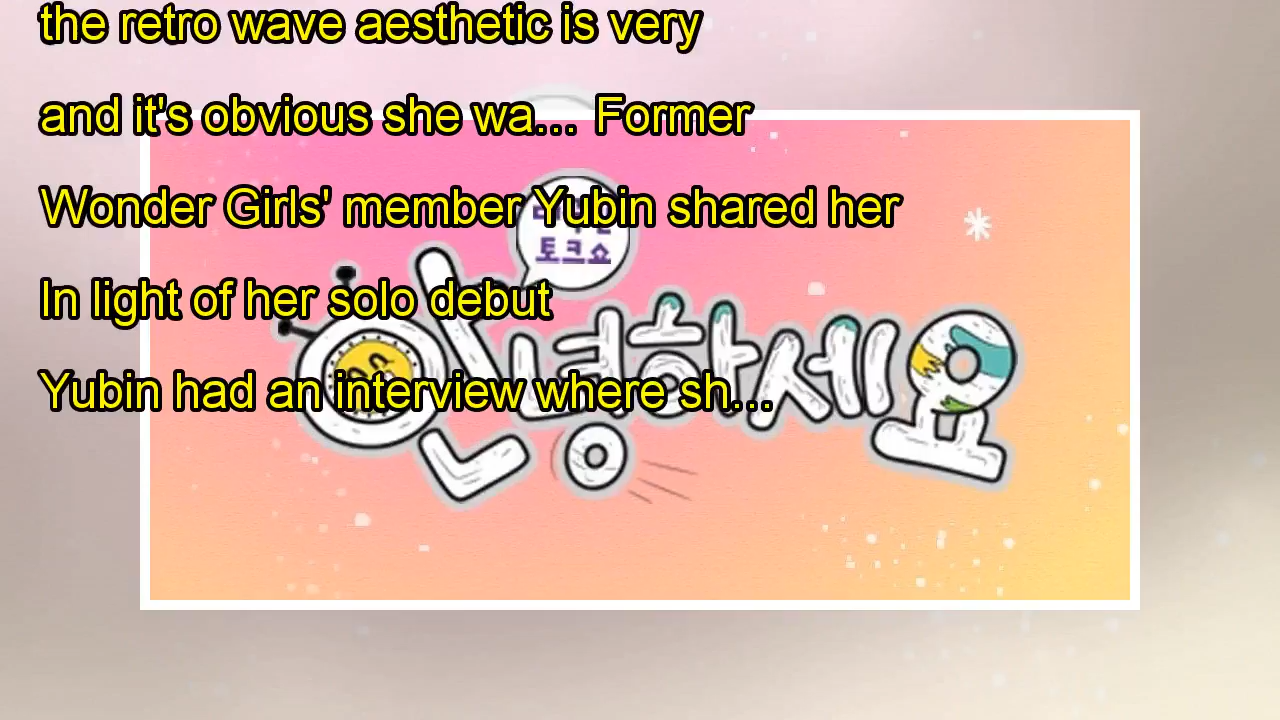 the retro wave aesthetic is very
and it's obvious she wa... Former
Wonder Girls' member Yubin shared her
토크쇼
In light of her solo debut
안녕하세요
Yubin had an interview where sh...